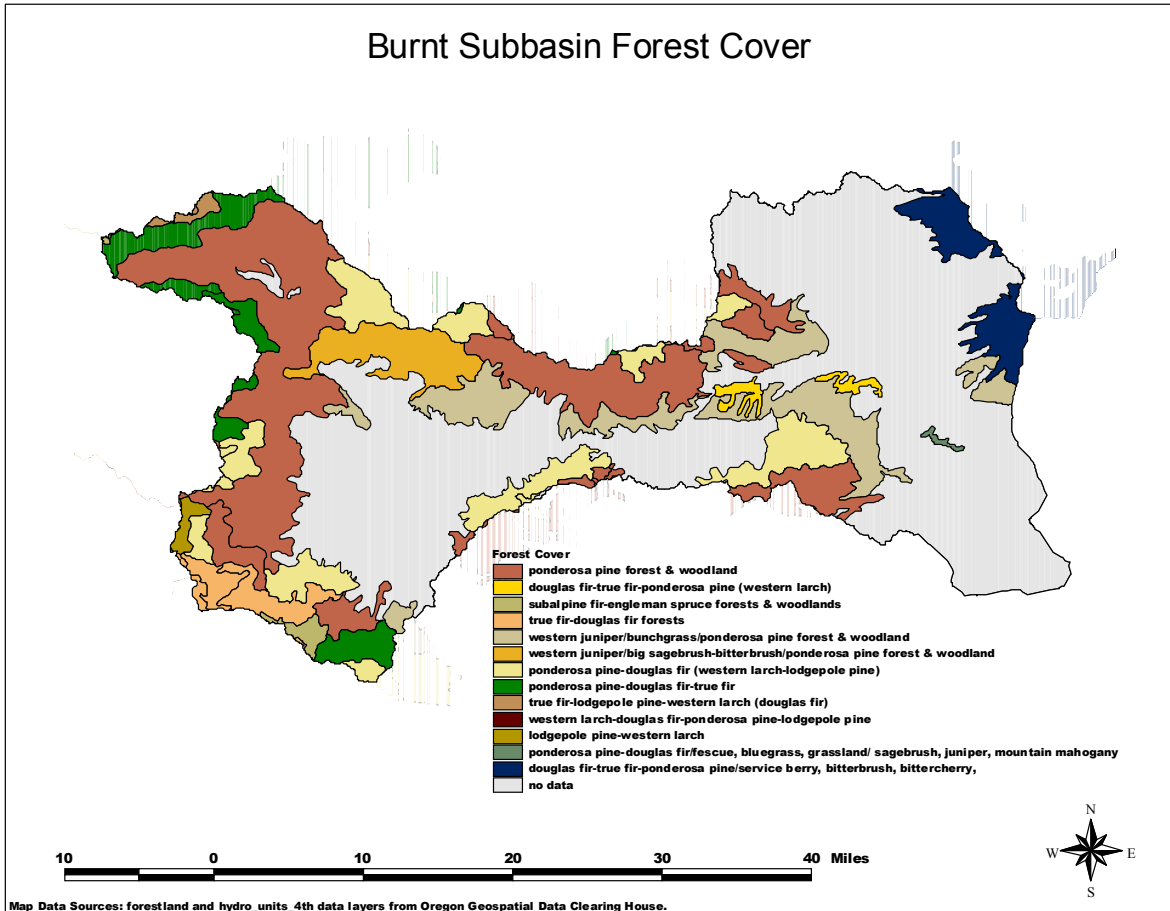 Burnt Subbasin Forest Cover
Forest Cover
ponderosa pine forest & woodland
douglas fir-true fir-ponderosa pine (western larch)
subalpine fir-engleman spruce forests & woodlands
true fir-douglas fir forests
western juniper/bunchgrass/ponderosa pine forest & woodland
western juniper/big sagebrush-bitterbrush/ponderosa pine forest & woodland
ponderosa pine-douglas fir (western larch-lodgepole pine)
ponderosa pine-douglas fir-true fir
true fir-lodgepole pine-western larch (douglas fir)
western larch-douglas fir-ponderosa pine-lodgepole pine
lodgepole pine-western larch
ponderosa pine-douglas fir/fescue, bluegrass, grassland/ sagebrush, juniper, mountain mahogany
douglas fir-true fir-ponderosa pine/service berry, bitterbrush, bittercherry,
no data
N
W E
S
10 0 10 20 30 40 Miles
Map Data Sources: forestland and hydro_units_4th data layers from Oregon Geospatial Data Clearing House.